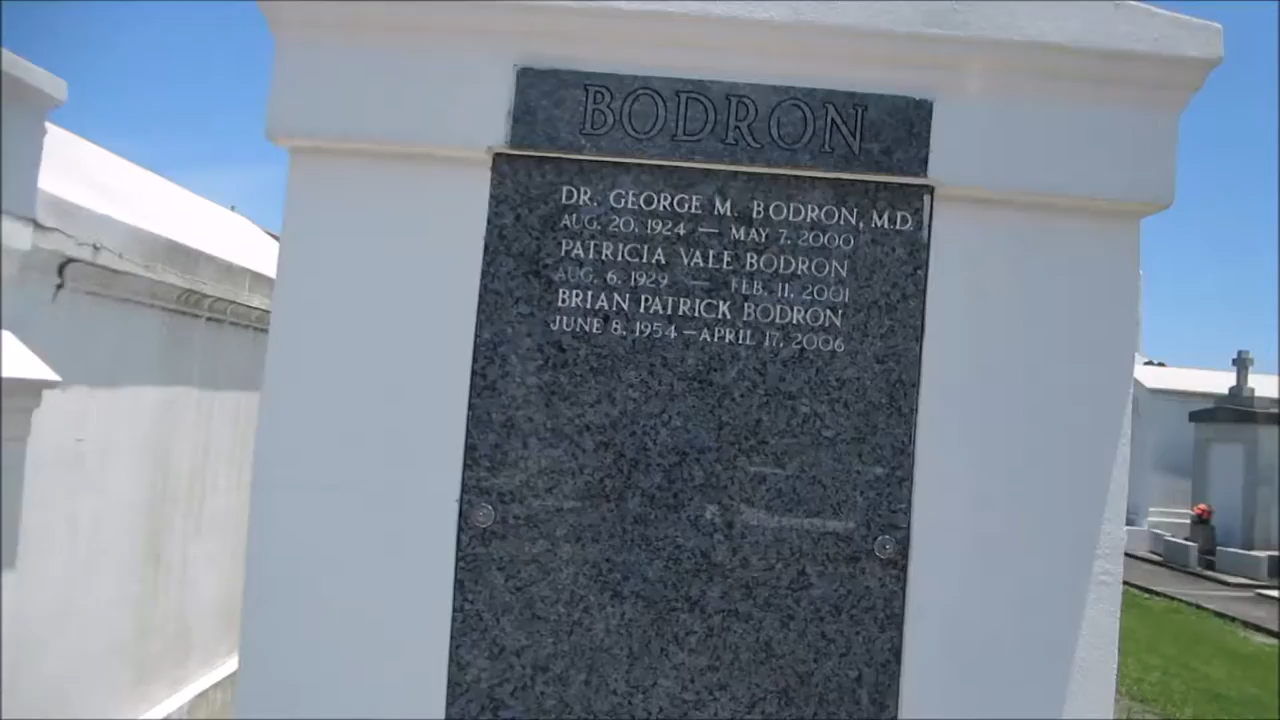 BODRON
DR. GEORGE M. BODRON, M.D.
AUG. 20, 1924 — MAY 7, 2000
PATRICIA VALE BODRON
AUG. 6, 1929 — FEB. 11, 2001
BRIAN PATRICK BODRON
JUNE 8, 1954 – APRIL 17, 2006